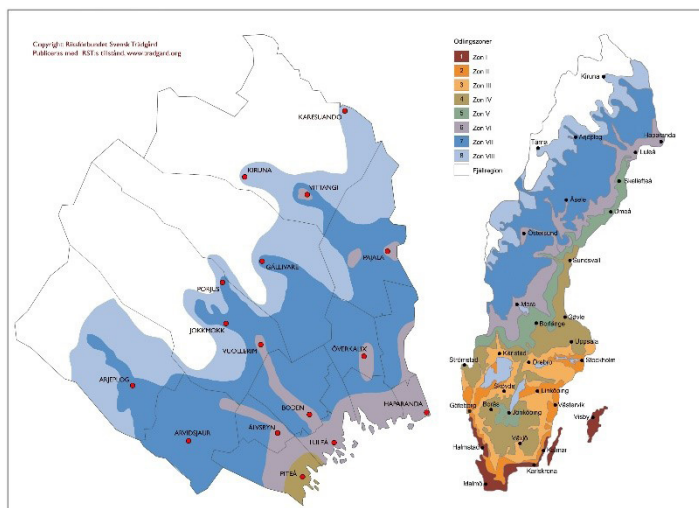 Copyright: Riksförbundet Svensk Trädgård
Publiceras med RST:s tillstånd. www.tradgard.org
KARESUANDO
KIRUNA
VITTANGI
PAJALA
GÄLLIVARE
PORJUS
JOKKMOKK
VUOLLERIM
ÖVERKALIX
ARJEPLOG
BODEN
HAPARANDA
ARVIDSJAUR
ÄLVSBYN
LULEÅ
PITEÅ
Odlingszoner
1 Zon I
2 Zon II
3 Zon III
4 Zon IV
5 Zon V
6 Zon VI
7 Zon VII
8 Zon VIII
Fjällregion
Kiruna
Haparanda
Tärna
Arjeplog
Luleå
Skellefteå
Åsele
Umeå
Östersund
Sundsvall
Mora
Gävle
Borlänge
Uppsala
Karlstad
Strömstad
Örebro
Stockholm
Skövde
Linköping
Göteborg
Borås
Västervik
Jönköping
Visby
Växjö
Halmstad
Kalmar
Karlskrona
Malmö